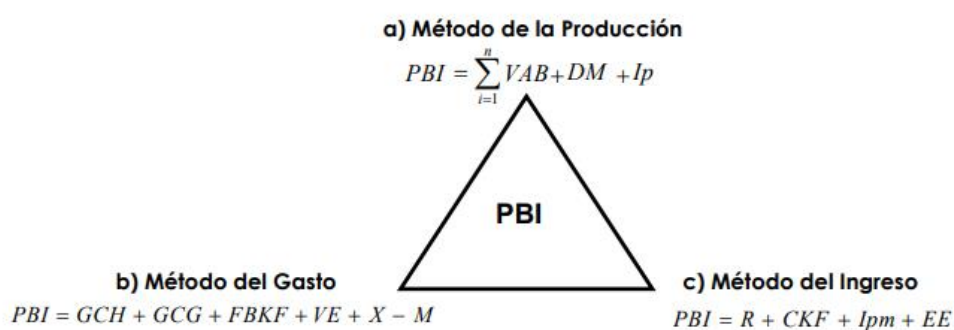 a) Método de la Producción
PBI = \sum_{i=1}^{n} VAB + DM + Ip
PBI
b) Método del Gasto
PBI = GCH + GCG + FBKF + VE + X − M
c) Método del Ingreso
PBI = R + CKF + Ipm + EE